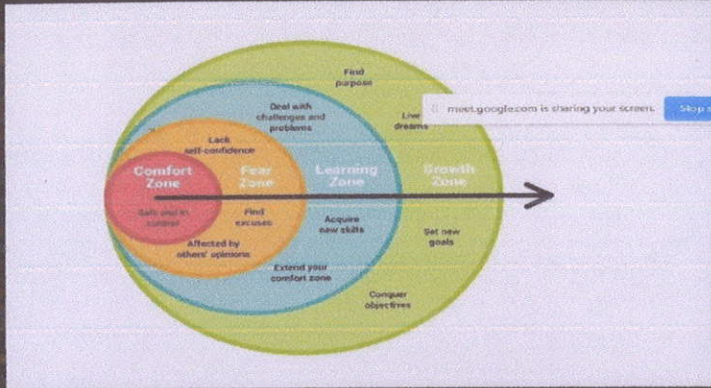 Find
purpose
Deal with
challenges and
problems
meet.google.com is sharing your screen.
Stop
Live
dreams
Lack
self-confidence
Comfort
Zone
Fear
Zone
Learning
Zone
Growth
Zone
Safe and in
control
Find
excuses
Acquire
new skills
Set new
goals
Affected by
others' opinions
Extend your
comfort zone
Conquer
objectives